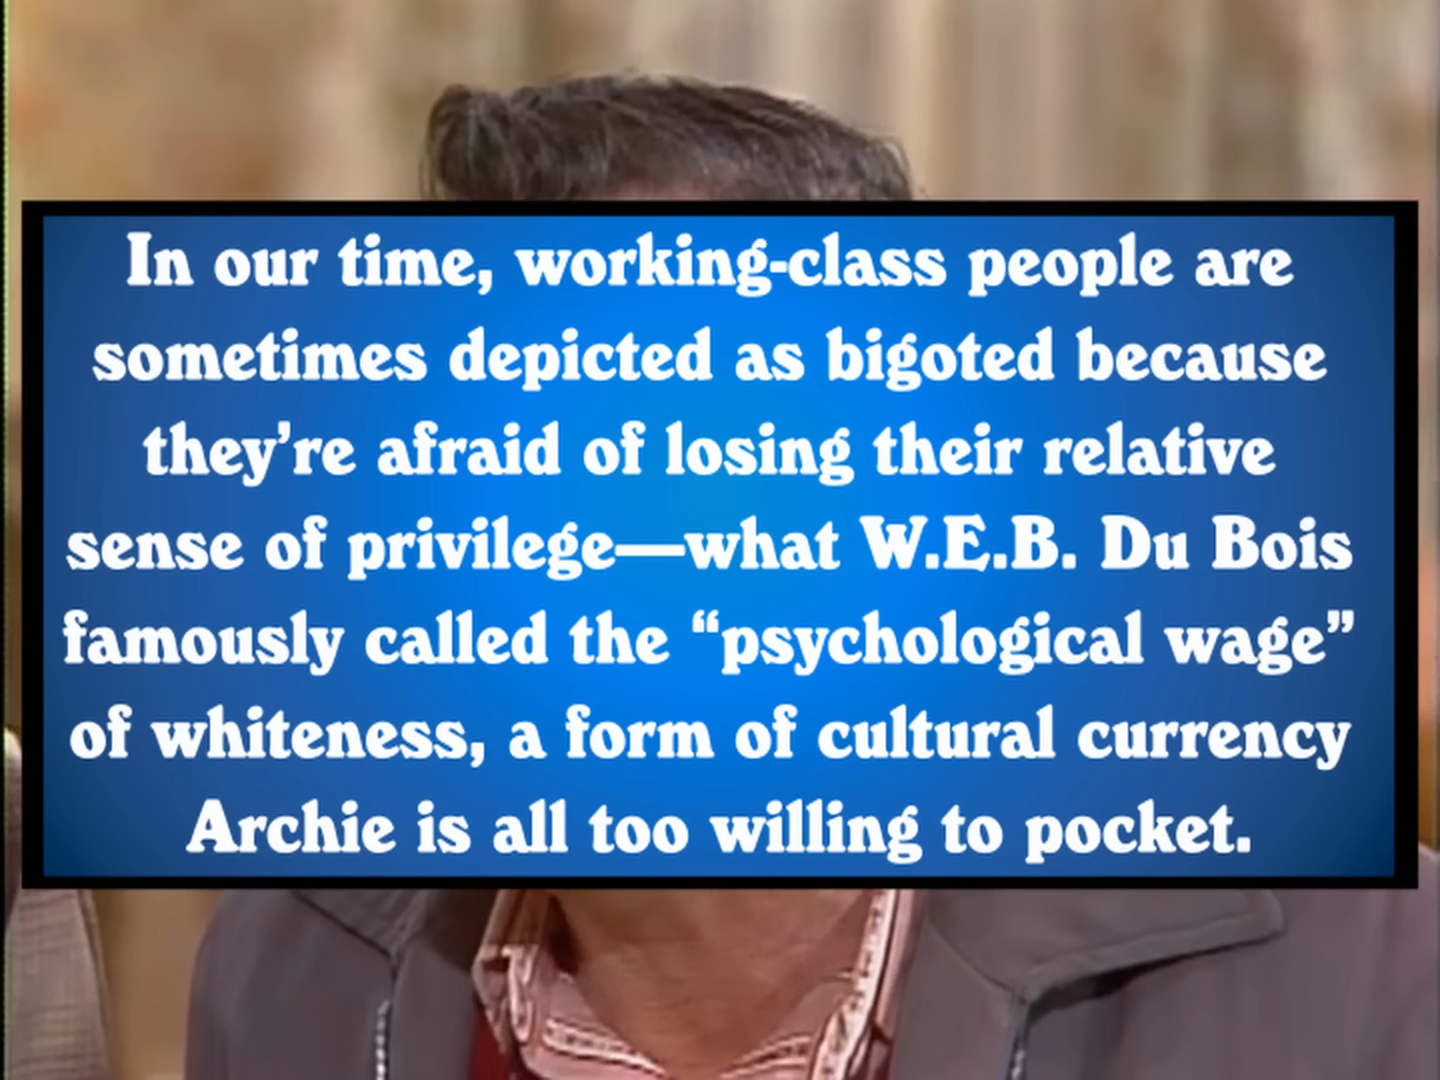 In our time, working-class people are
sometimes depicted as bigoted because
they’re afraid of losing their relative
sense of privilege—what W.E.B. Du Bois
famously called the “psychological wage”
of whiteness, a form of cultural currency
Archie is all too willing to pocket.